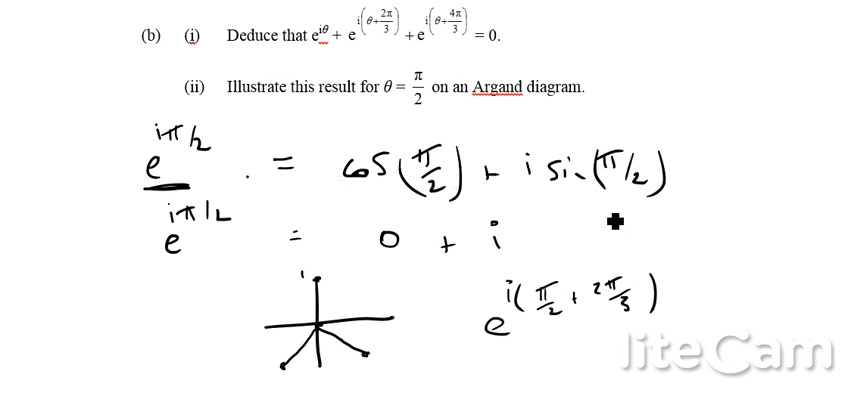 (b) (i) Deduce that e^{iθ} + e^{i(θ+2π/3)} + e^{i(θ+4π/3)} = 0.
(ii) Illustrate this result for θ = π/2 on an Argand diagram.
e^{iπ/2} . = cos(π/2) + i sin(π/2)
e^{iπ/2} = 0 + i
e^{i(π/2 + 2π/3)}
liteCam